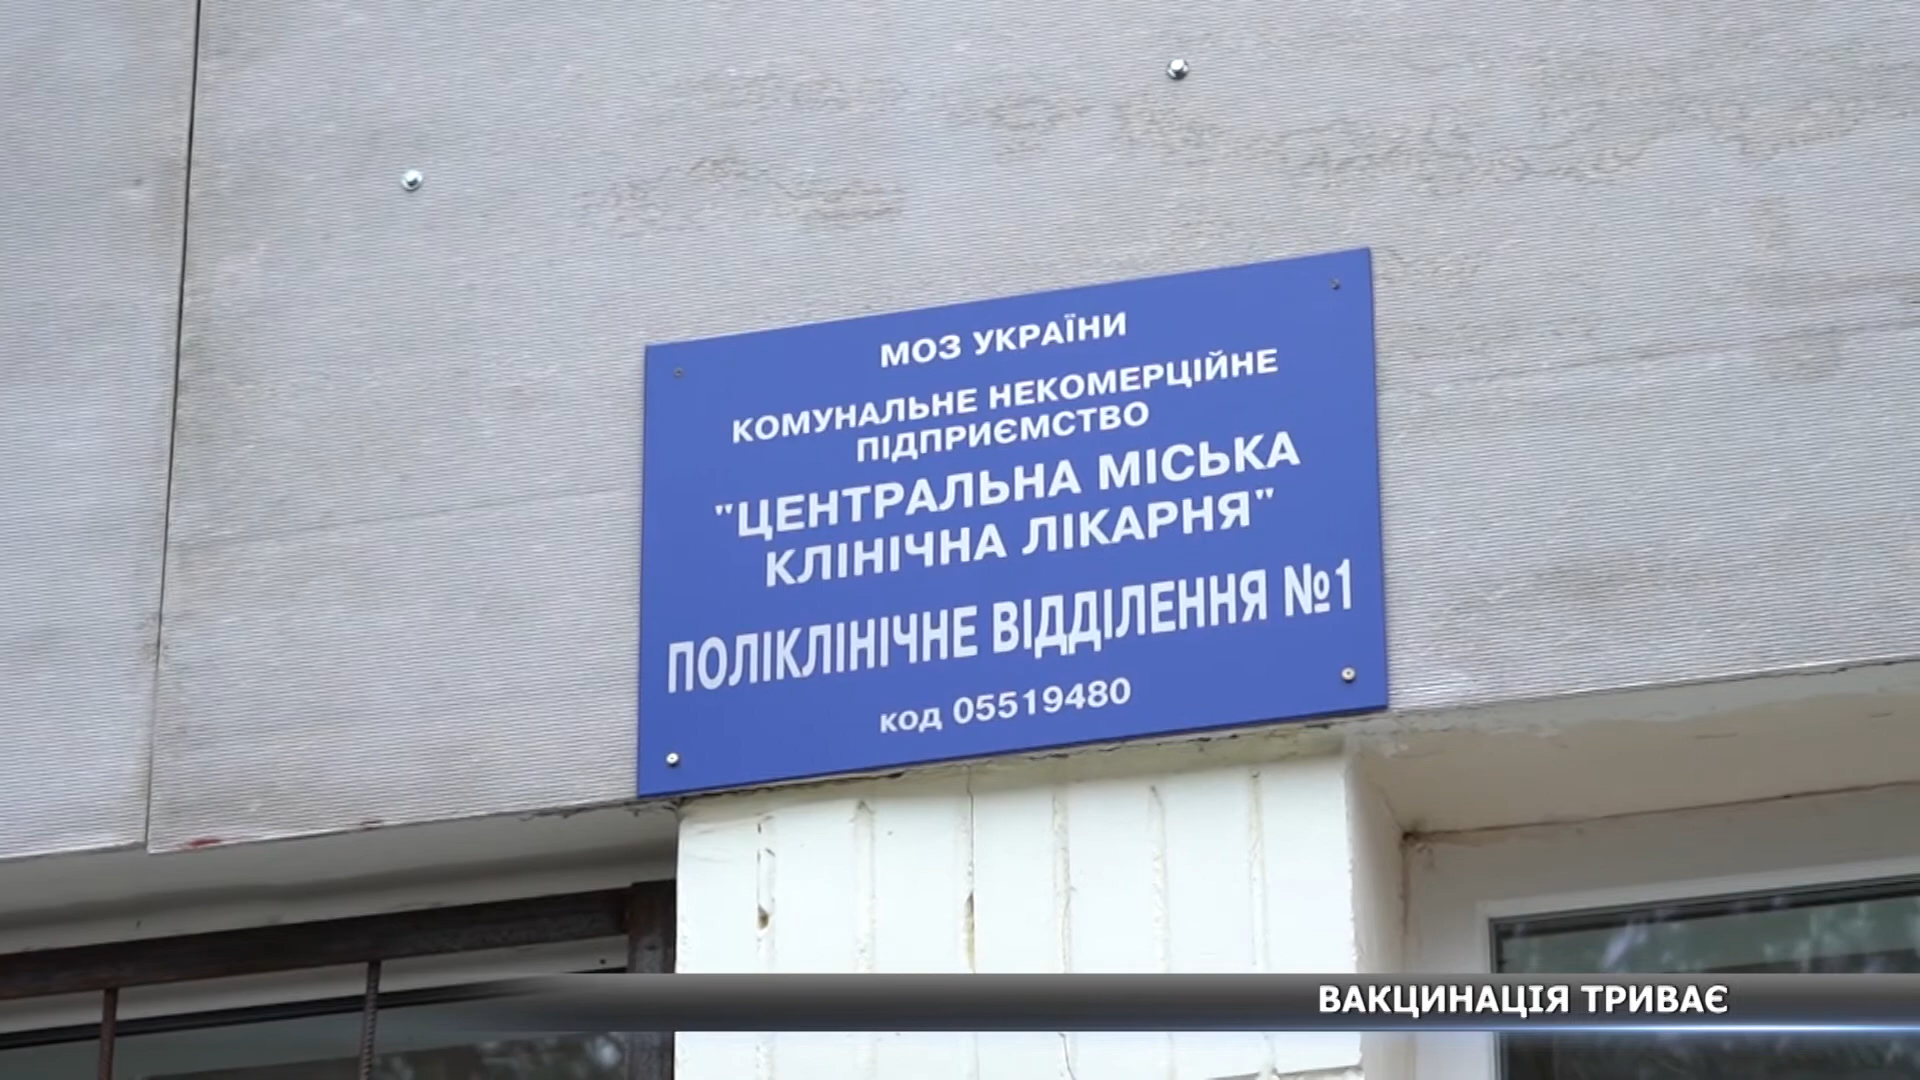 МОЗ УКРАЇНИ
КОМУНАЛЬНЕ НЕКОМЕРЦІЙНЕ
ПІДПРИЄМСТВО
"ЦЕНТРАЛЬНА МІСЬКА
КЛІНІЧНА ЛІКАРНЯ"
ПОЛІКЛІНІЧНЕ ВІДДІЛЕННЯ №1
код 05519480
ВАКЦИНАЦІЯ ТРИВАЄ